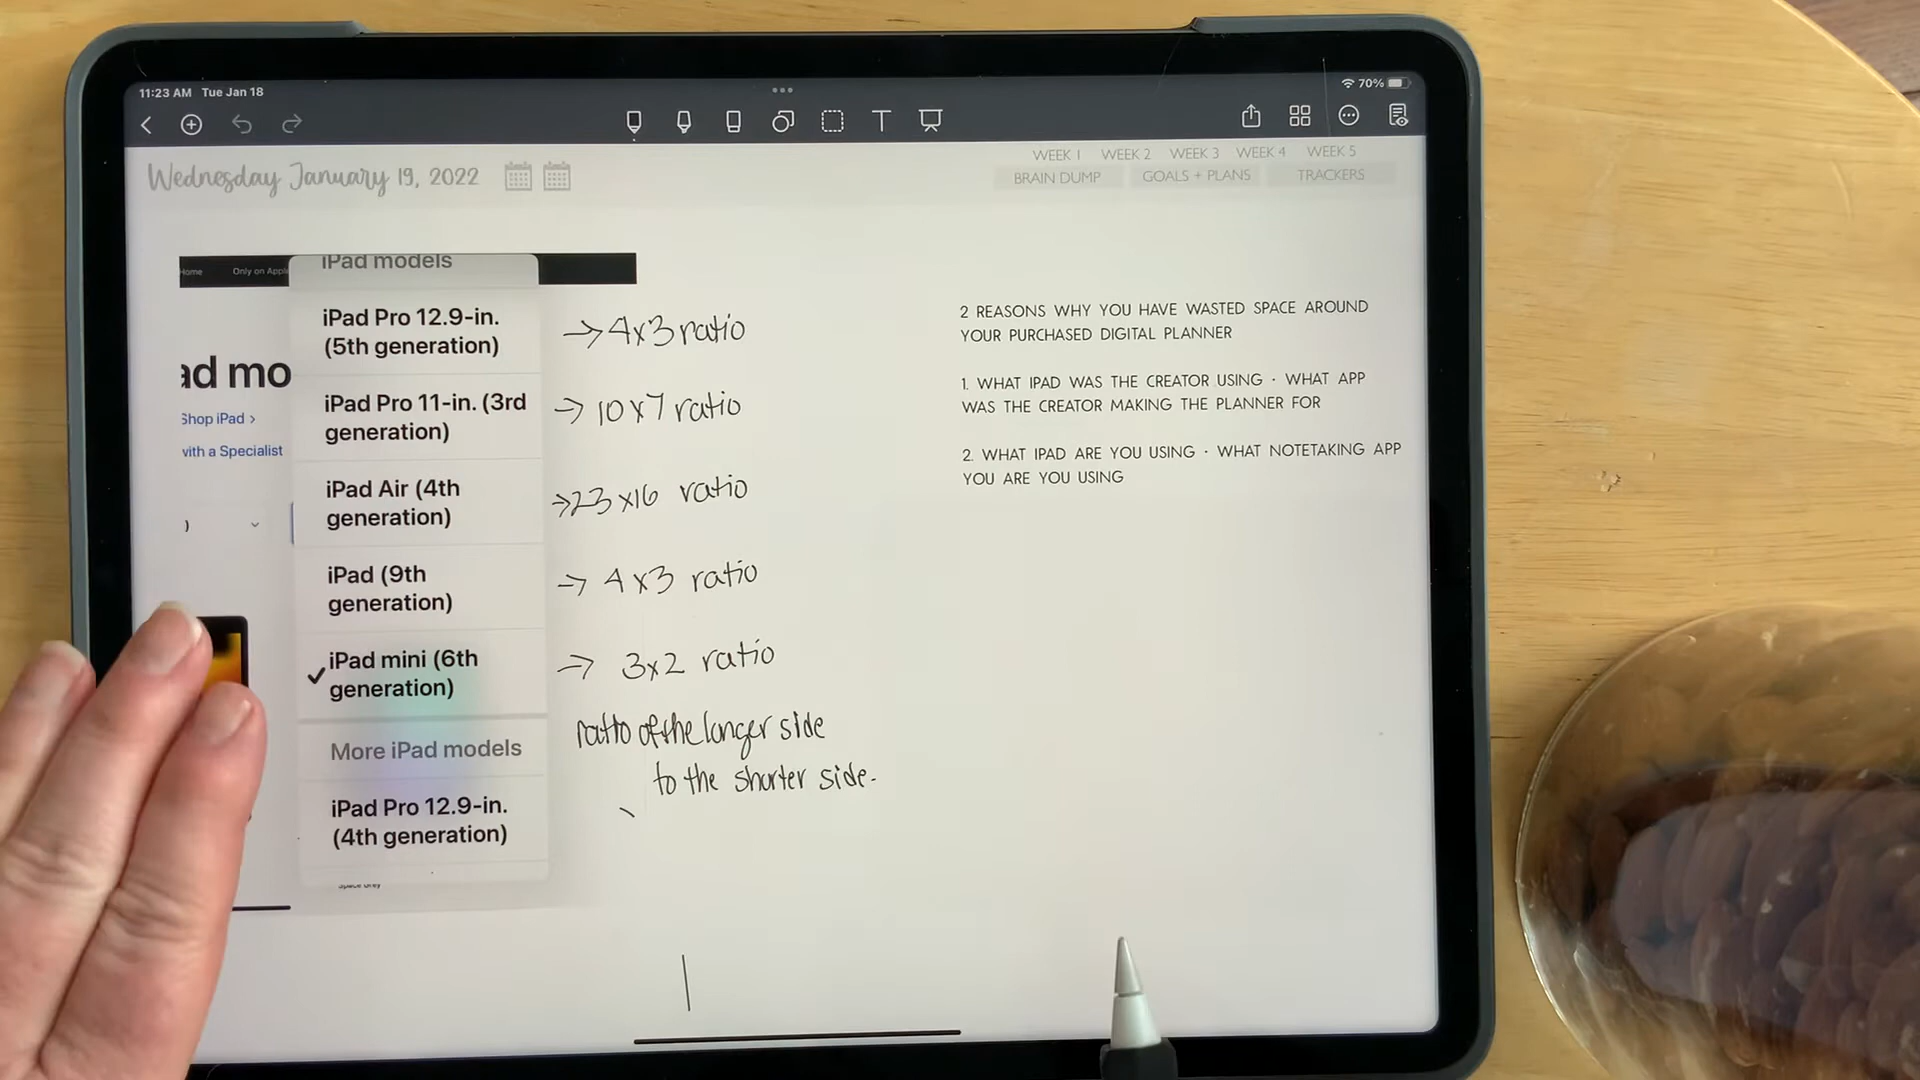 11:23 AM Tue Jan 18
70%
Wednesday January 19, 2022
WEEK 1 WEEK 2 WEEK 3 WEEK 4 WEEK 5
BRAIN DUMP GOALS + PLANS TRACKERS
Home Only on Apple
iPad models
iPad Pro 12.9-in.
(5th generation)
→ 4x3 ratio
ad mo
Shop iPad >
with a Specialist
iPad Pro 11-in. (3rd
generation)
→ 10x7 ratio
iPad Air (4th
generation)
→ 23x16 ratio
)
iPad (9th
generation)
→ 4x3 ratio
✓ iPad mini (6th
generation)
→ 3x2 ratio
ratio of the longer side
to the shorter side.
More iPad models
iPad Pro 12.9-in.
(4th generation)
2 REASONS WHY YOU HAVE WASTED SPACE AROUND
YOUR PURCHASED DIGITAL PLANNER
1. WHAT IPAD WAS THE CREATOR USING · WHAT APP
WAS THE CREATOR MAKING THE PLANNER FOR
2. WHAT IPAD ARE YOU USING · WHAT NOTETAKING APP
YOU ARE YOU USING